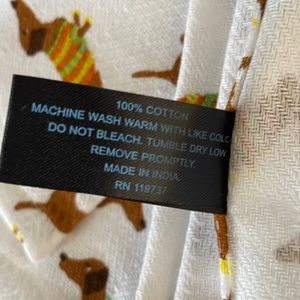 100% COTTON
MACHINE WASH WARM WITH LIKE COLO
DO NOT BLEACH. TUMBLE DRY LOW.
REMOVE PROMPTLY.
MADE IN INDIA.
RN 119737